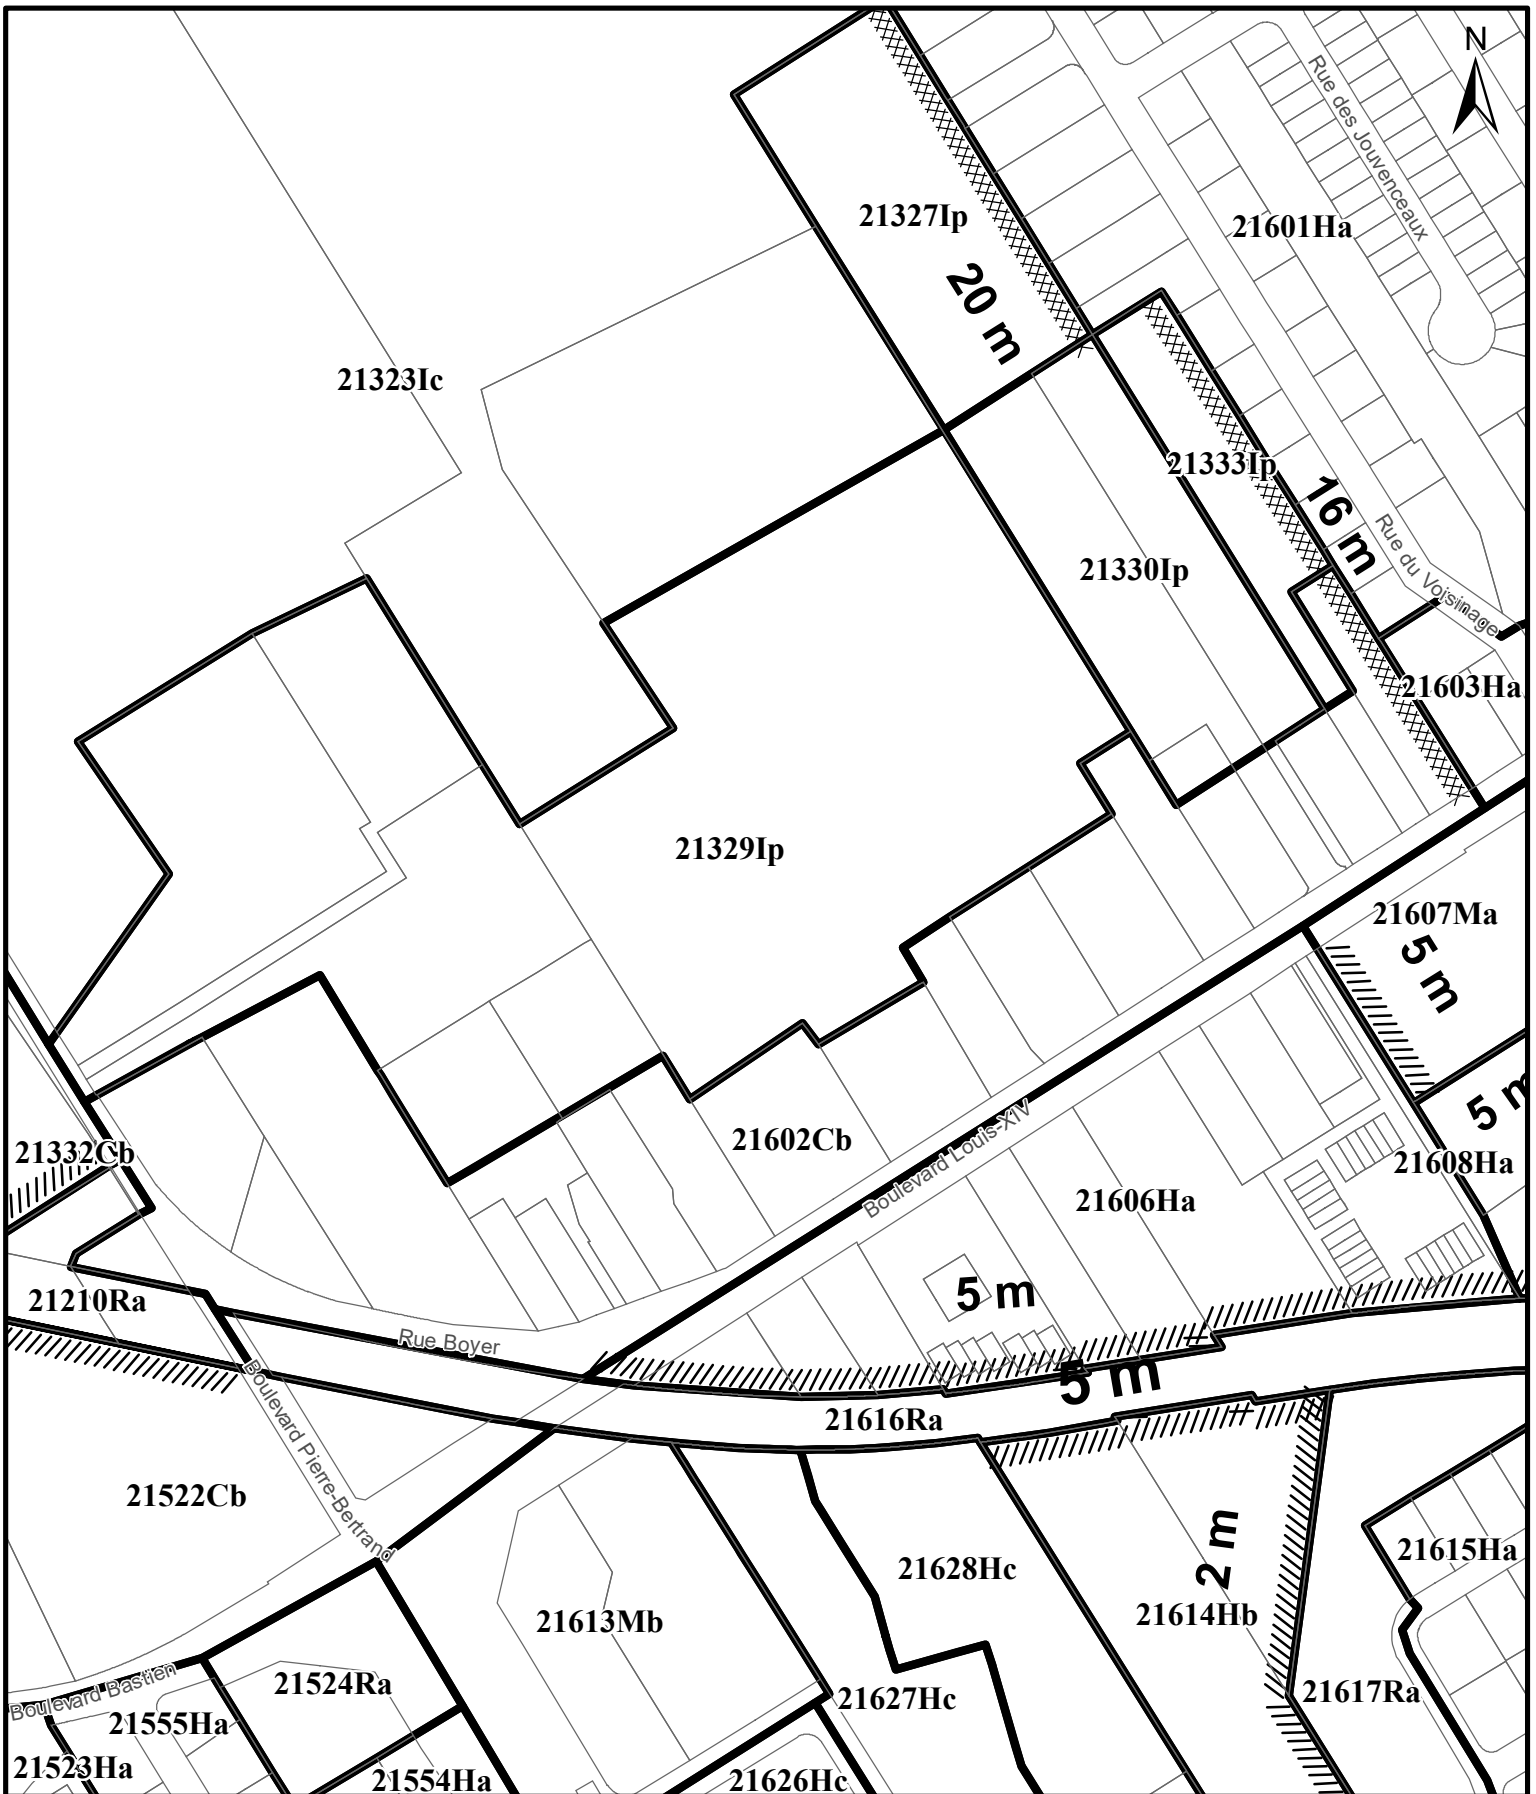 N
Rue des Jouvenceaux
21327Ip
21601Ha
20 m
21323Ic
21333Ip
16 m
21330Ip
Rue du Voisinage
21603Ha
21329Ip
21607Ma
5 m
5 m
21332Cb
21602Cb
Boulevard Louis-XIV
21608Ha
21606Ha
21210Ra
5 m
Rue Boyer
5 m
21616Ra
Boulevard Pierre-Bertrand
21522Cb
2 m
21628Hc
21615Ha
21614Hb
21613Mb
21524Ra
21627Hc
21617Ra
Boulevard Bastien
21555Ha
21523Ha
21554Ha
21626Hc